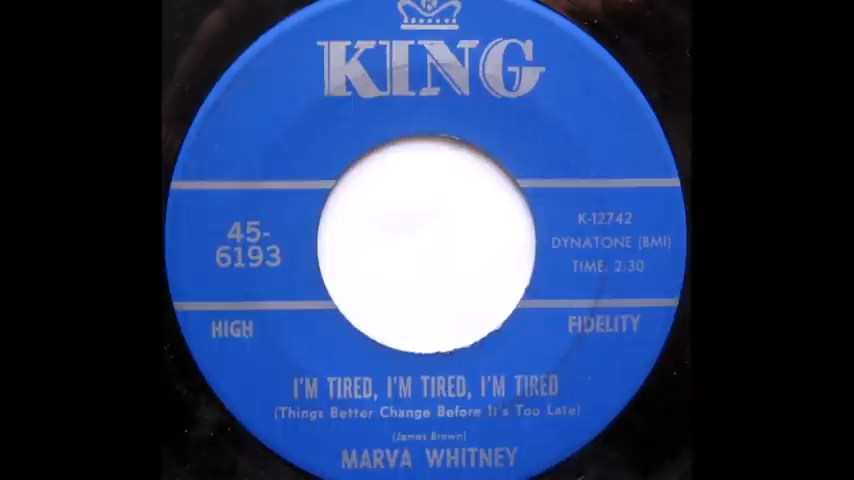 KING
45-
6193
K-12742
DYNATONE (BMI)
TIME: 2:30
HIGH
FIDELITY
I'M TIRED, I'M TIRED, I'M TIRED
(Things Better Change Before It's Too Late)
(James Brown)
MARVA WHITNEY